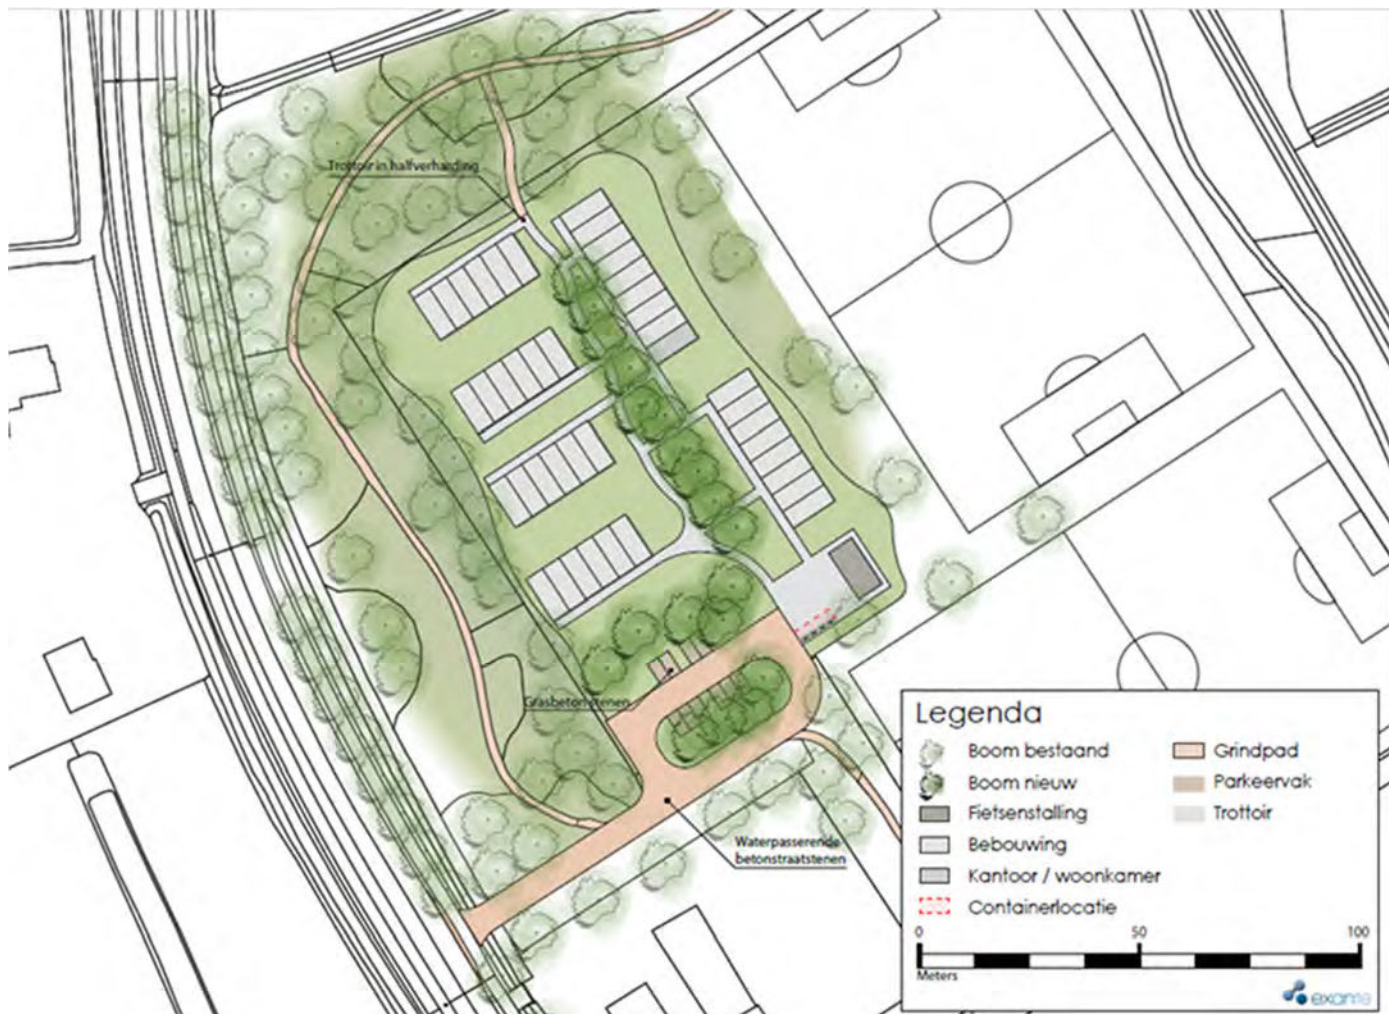 Trottoir in halfverharding
Grasbetonstenen
Waterpasserende
betonstraatstenen
Legenda
Boom bestaand
Boom nieuw
Fietsenstalling
Bebouwing
Kantoor / woonkamer
Containerlocatie
Grindpad
Parkeervak
Trottoir
0 50 100
Meters
exante